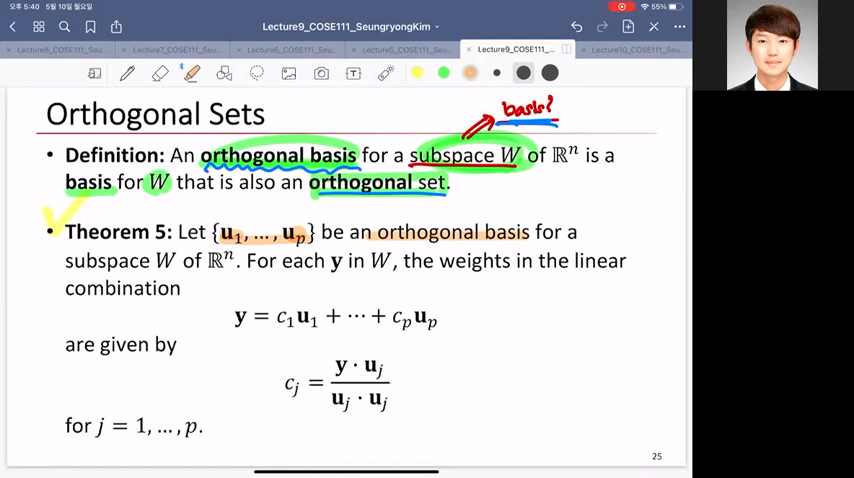 오후 5:40 5월 10일 월요일
55%
Lecture9_COSE111_SeungryongKim
Lecture8_COSE111_Seu...
Lecture7_COSE111_Seu...
Lecture6_COSE111_Seu...
Lecture5_COSE111_Seu...
Lecture9_COSE111_...
Lecture10_COSE111_Seu...
Orthogonal Sets
basis?
• Definition: An orthogonal basis for a subspace W of ℝⁿ is a
basis for W that is also an orthogonal set.
• Theorem 5: Let {u₁, … , uₚ} be an orthogonal basis for a
subspace W of ℝⁿ. For each y in W, the weights in the linear
combination
y = c₁u₁ + ⋯ + cₚuₚ
are given by
cⱼ = (y · uⱼ) / (uⱼ · uⱼ)
for j = 1, … , p.
25